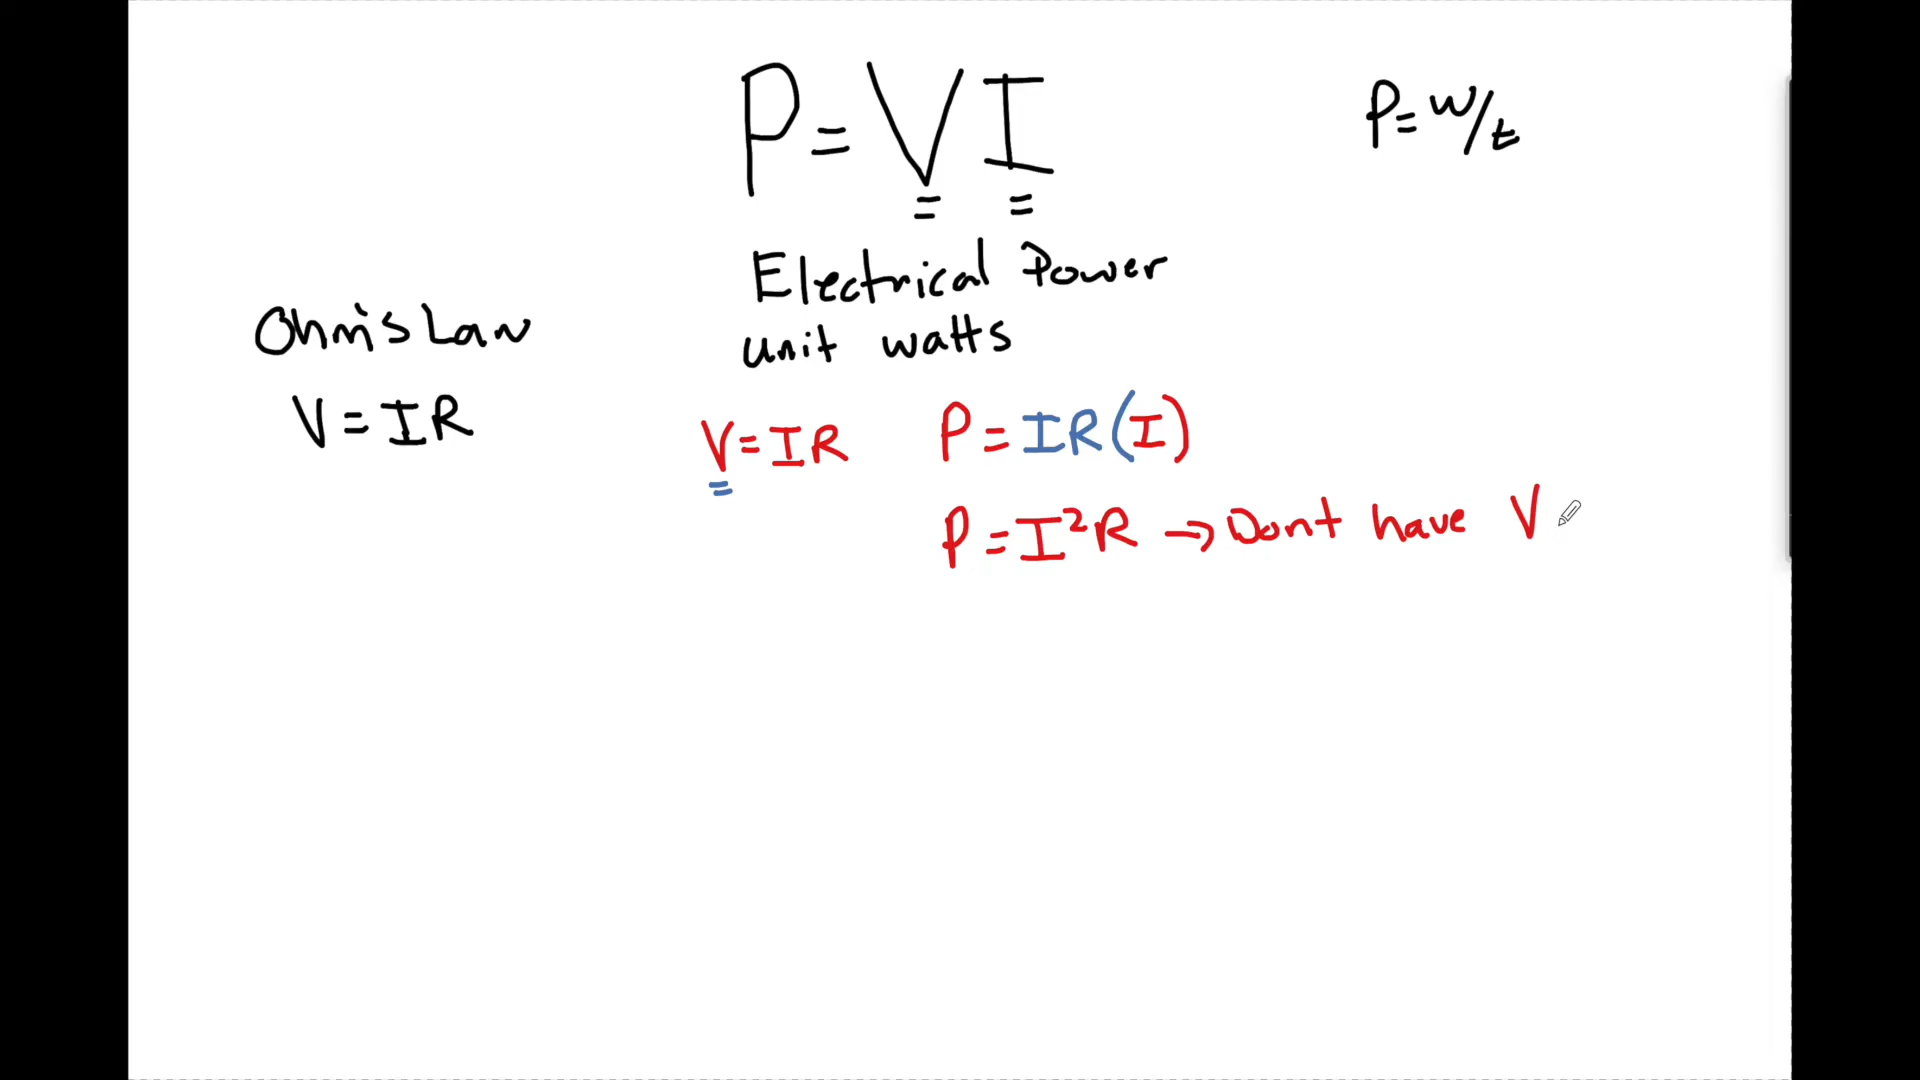 P = VI
P = W/t
Electrical Power
unit watts
Ohm's Law
V = IR
V = IR
P = IR(I)
P = I²R → Dont have V